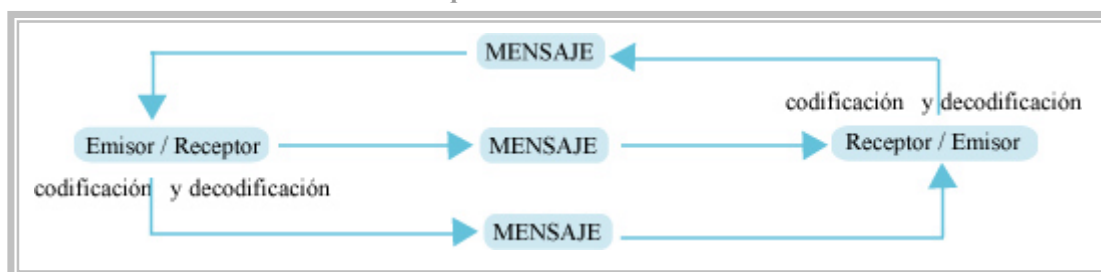 MENSAJE
codificación y decodificación
Emisor / Receptor
MENSAJE
Receptor / Emisor
codificación y decodificación
MENSAJE